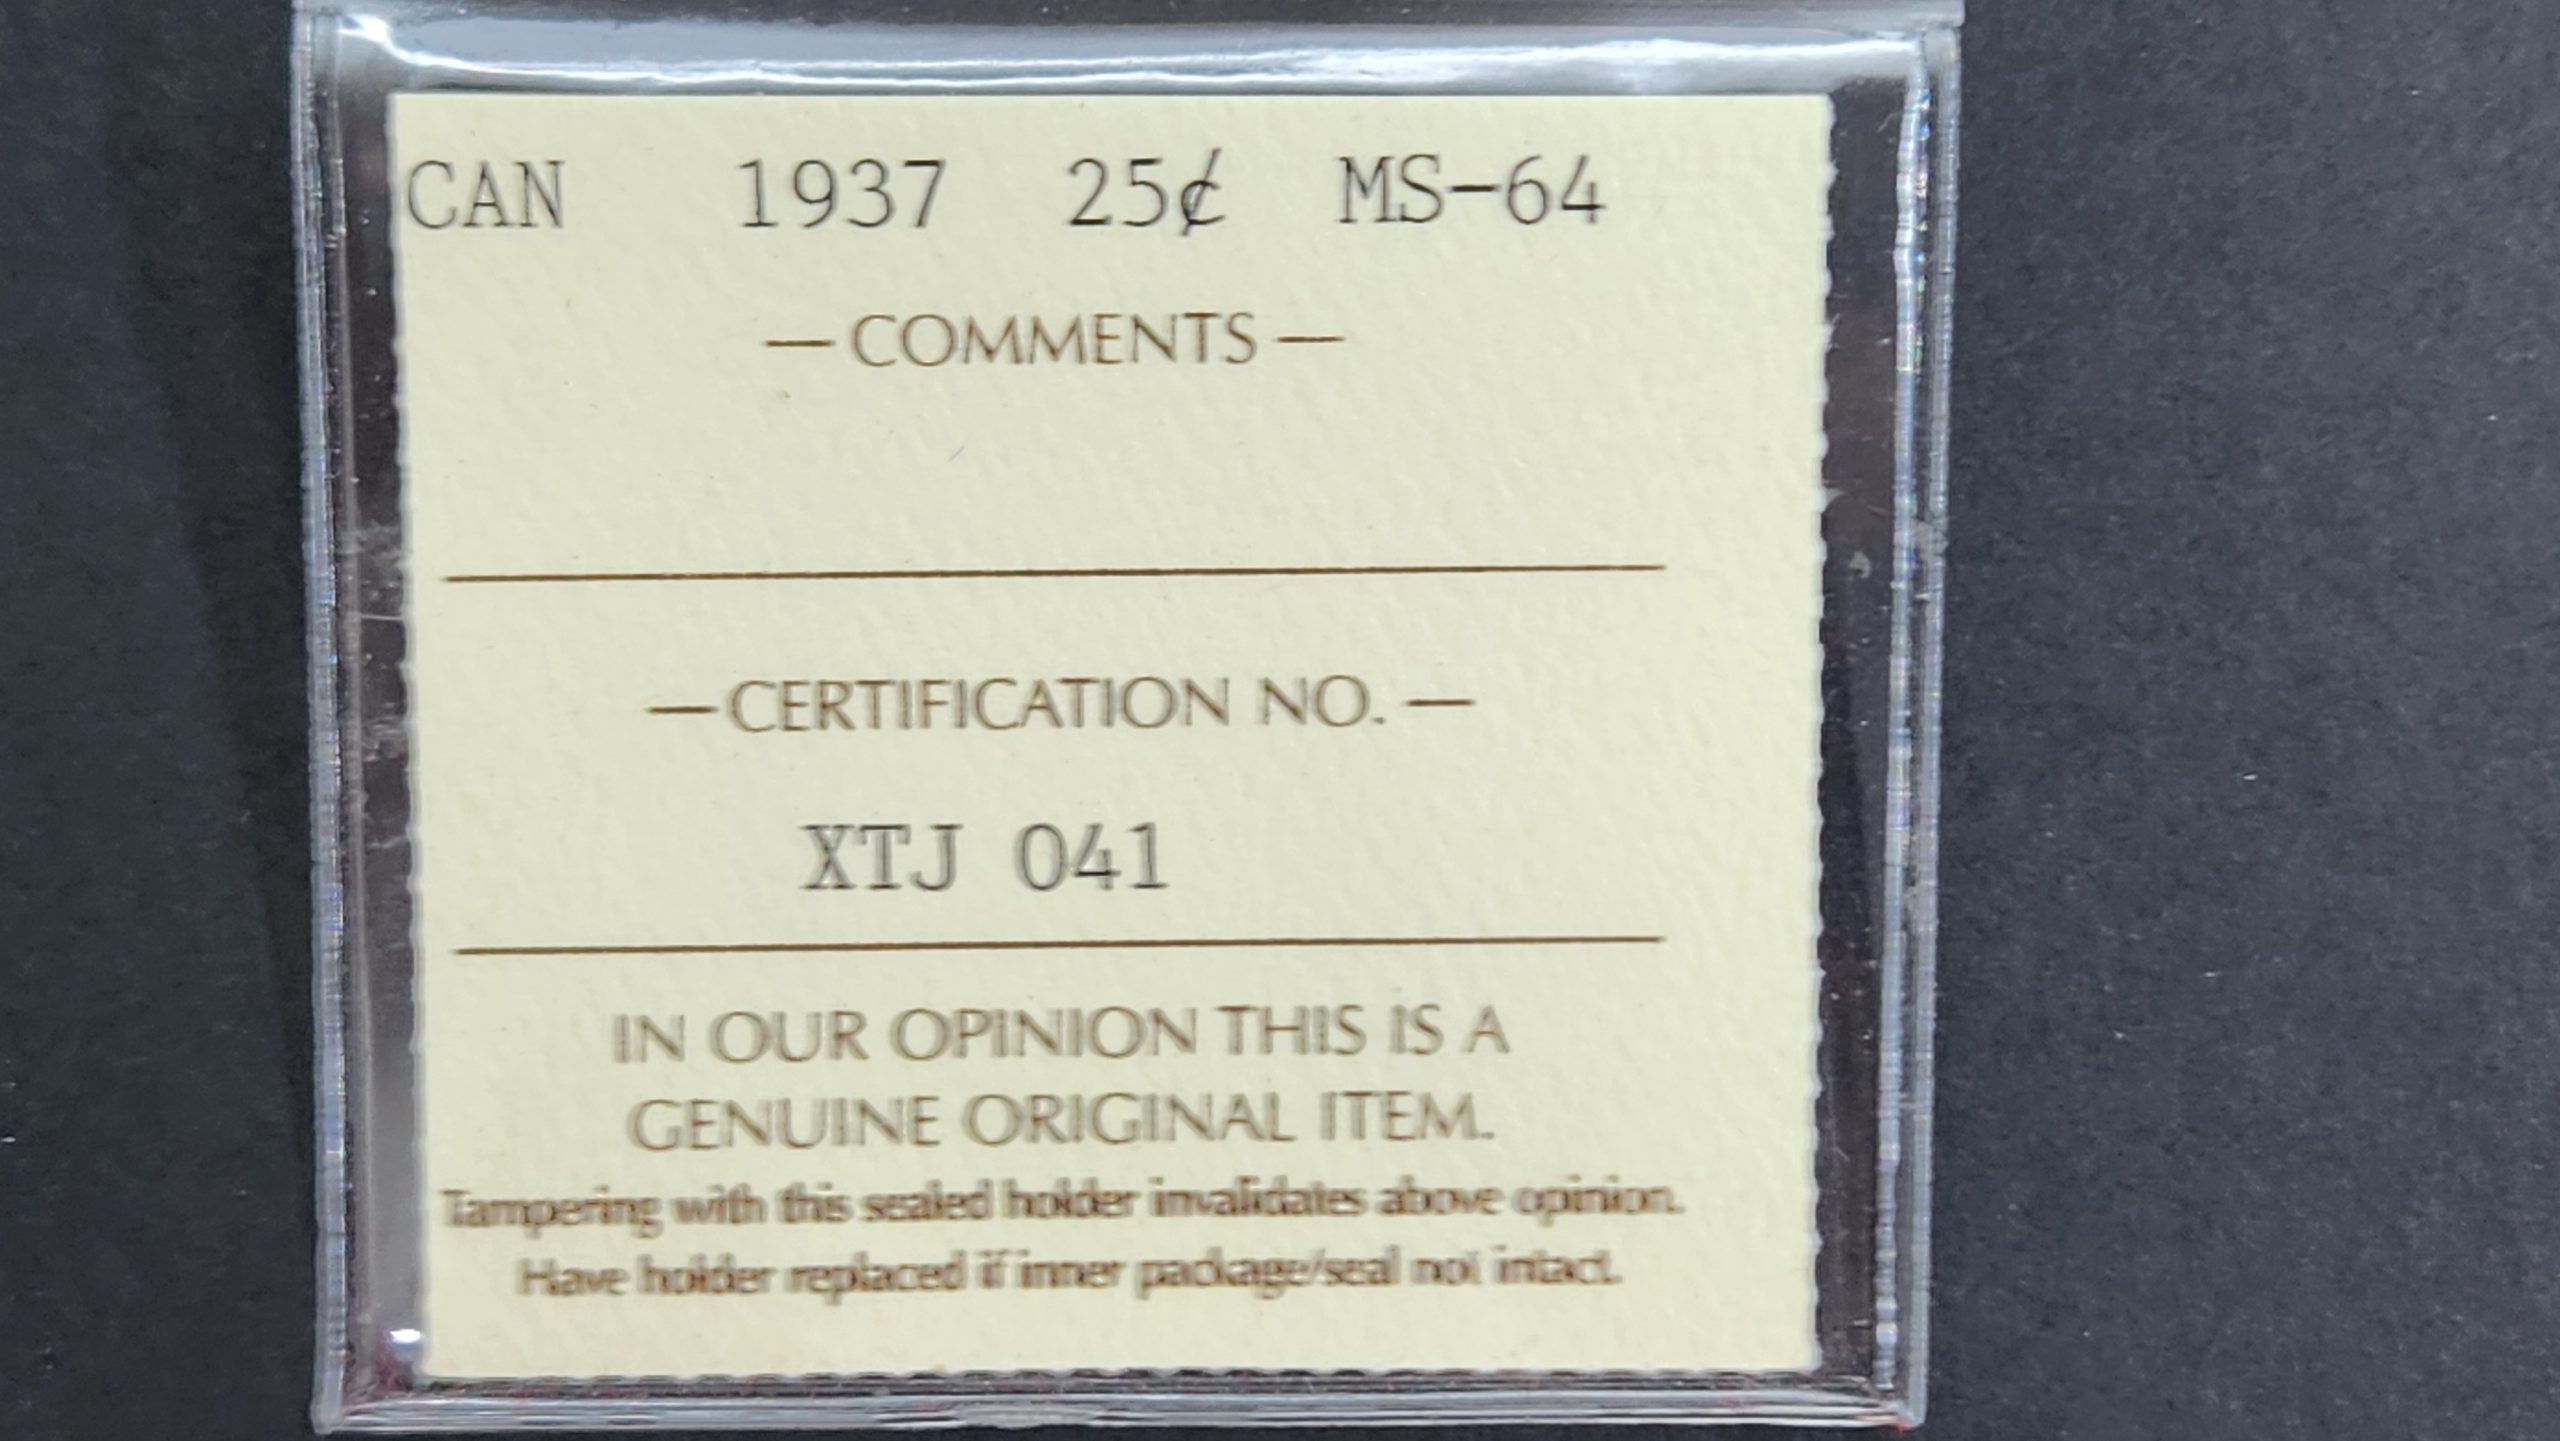 CAN 1937 25¢ MS-64
— COMMENTS —
— CERTIFICATION NO. —
XTJ 041
IN OUR OPINION THIS IS A
GENUINE ORIGINAL ITEM.
Tampering with this sealed holder invalidates above opinion.
Have holder replaced if inner package/seal not intact.